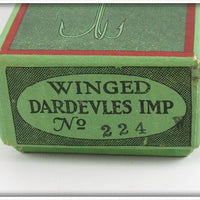 WINGED
DARDEVLES IMP
No 224